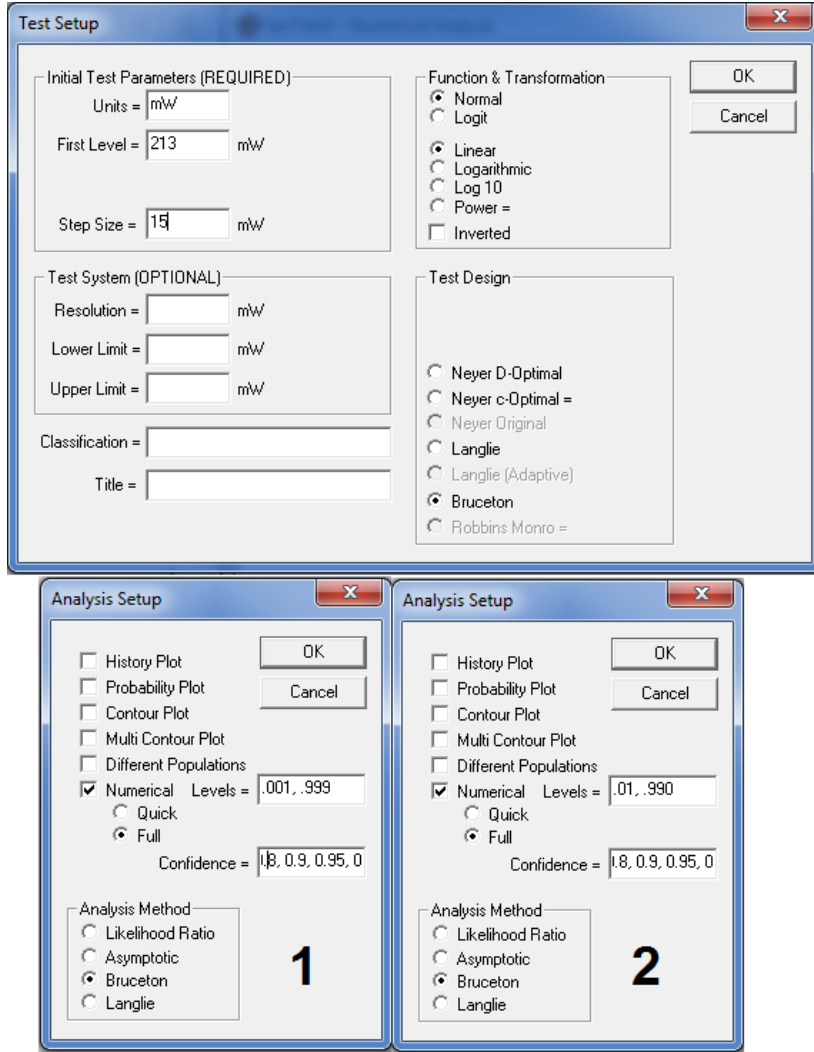 Test Setup
Initial Test Parameters (REQUIRED)
Units = mW
First Level = 213 mW
Step Size = 15 mW
Test System (OPTIONAL)
Resolution = mW
Lower Limit = mW
Upper Limit = mW
Classification =
Title =
Function & Transformation
Normal
Logit
Linear
Logarithmic
Log 10
Power =
Inverted
Test Design
Neyer D-Optimal
Neyer c-Optimal =
Neyer Original
Langlie
Langlie (Adaptive)
Bruceton
Robbins Monro =
OK
Cancel
Analysis Setup
History Plot
Probability Plot
Contour Plot
Multi Contour Plot
Different Populations
Numerical Levels = .001, .999
Quick
Full
Confidence = 8, 0.9, 0.95, 0
OK
Cancel
Analysis Method
Likelihood Ratio
Asymptotic
Bruceton
Langlie
1
Analysis Setup
History Plot
Probability Plot
Contour Plot
Multi Contour Plot
Different Populations
Numerical Levels = .01, .990
Quick
Full
Confidence = .8, 0.9, 0.95, 0
OK
Cancel
Analysis Method
Likelihood Ratio
Asymptotic
Bruceton
Langlie
2